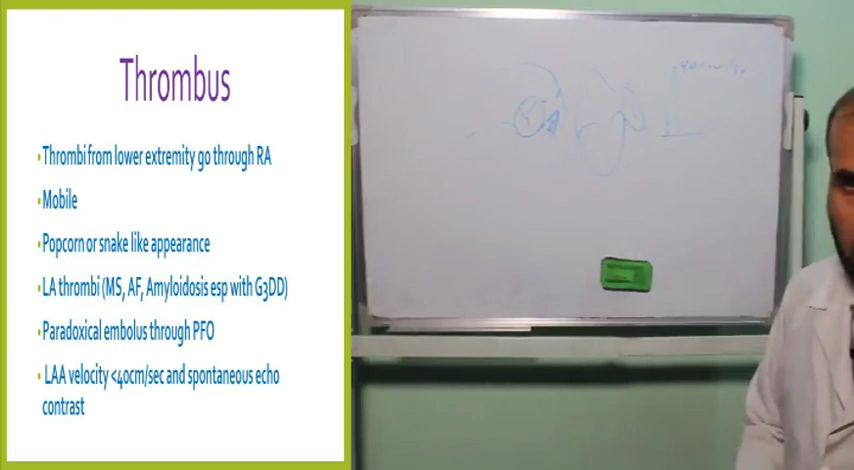 Thrombus
•Thrombi from lower extremity go through RA
•Mobile
•Popcorn or snake like appearance
•LA thrombi (MS, AF, Amyloidosis esp with G3DD)
•Paradoxical embolus through PFO
• LAA velocity <40cm/sec and spontaneous echo
contrast